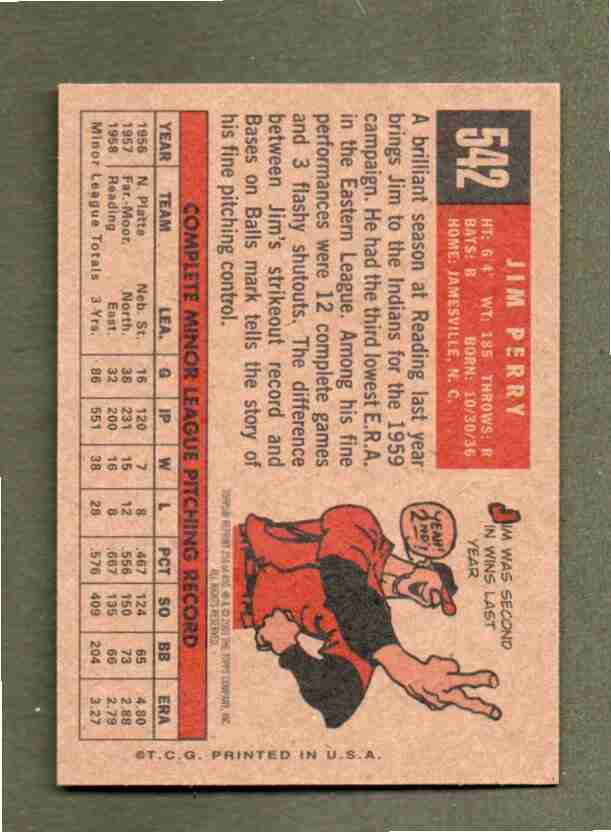 542
JIM PERRY
HT: 6 4' WT: 185 THROWS: R
BATS: B BORN: 10/30/36
HOME: JAMESVILLE, N. C.
A brilliant season at Reading last year
brings Jim to the Indians for the 1959
campaign. He had the third lowest E.R.A.
in the Eastern League. Among his fine
performances were 12 complete games
and 3 flashy shutouts. The difference
between Jim's strikeout record and
Bases on Balls mark tells the story of
his fine pitching control.
JIM WAS SECOND
IN WINS LAST
YEAR
YEAH!
2ND!
ALL RIGHTS RESERVED.
COMPLETE MINOR LEAGUE PITCHING RECORD
YEAR TEAM LEA. G IP W L PCT SO BB ERA
1956 N. Platte Neb. St. 16 120 7 8 .467 124 65 4.80
1957 Far.-Moor. North. 38 231 15 12 .556 150 73 2.88
1958 Reading East. 32 200 16 8 .667 135 66 2.79
Minor League Totals 3-Yrs. 86 551 38 28 .576 409 204 3.27
©T.C.G. PRINTED IN U.S.A.